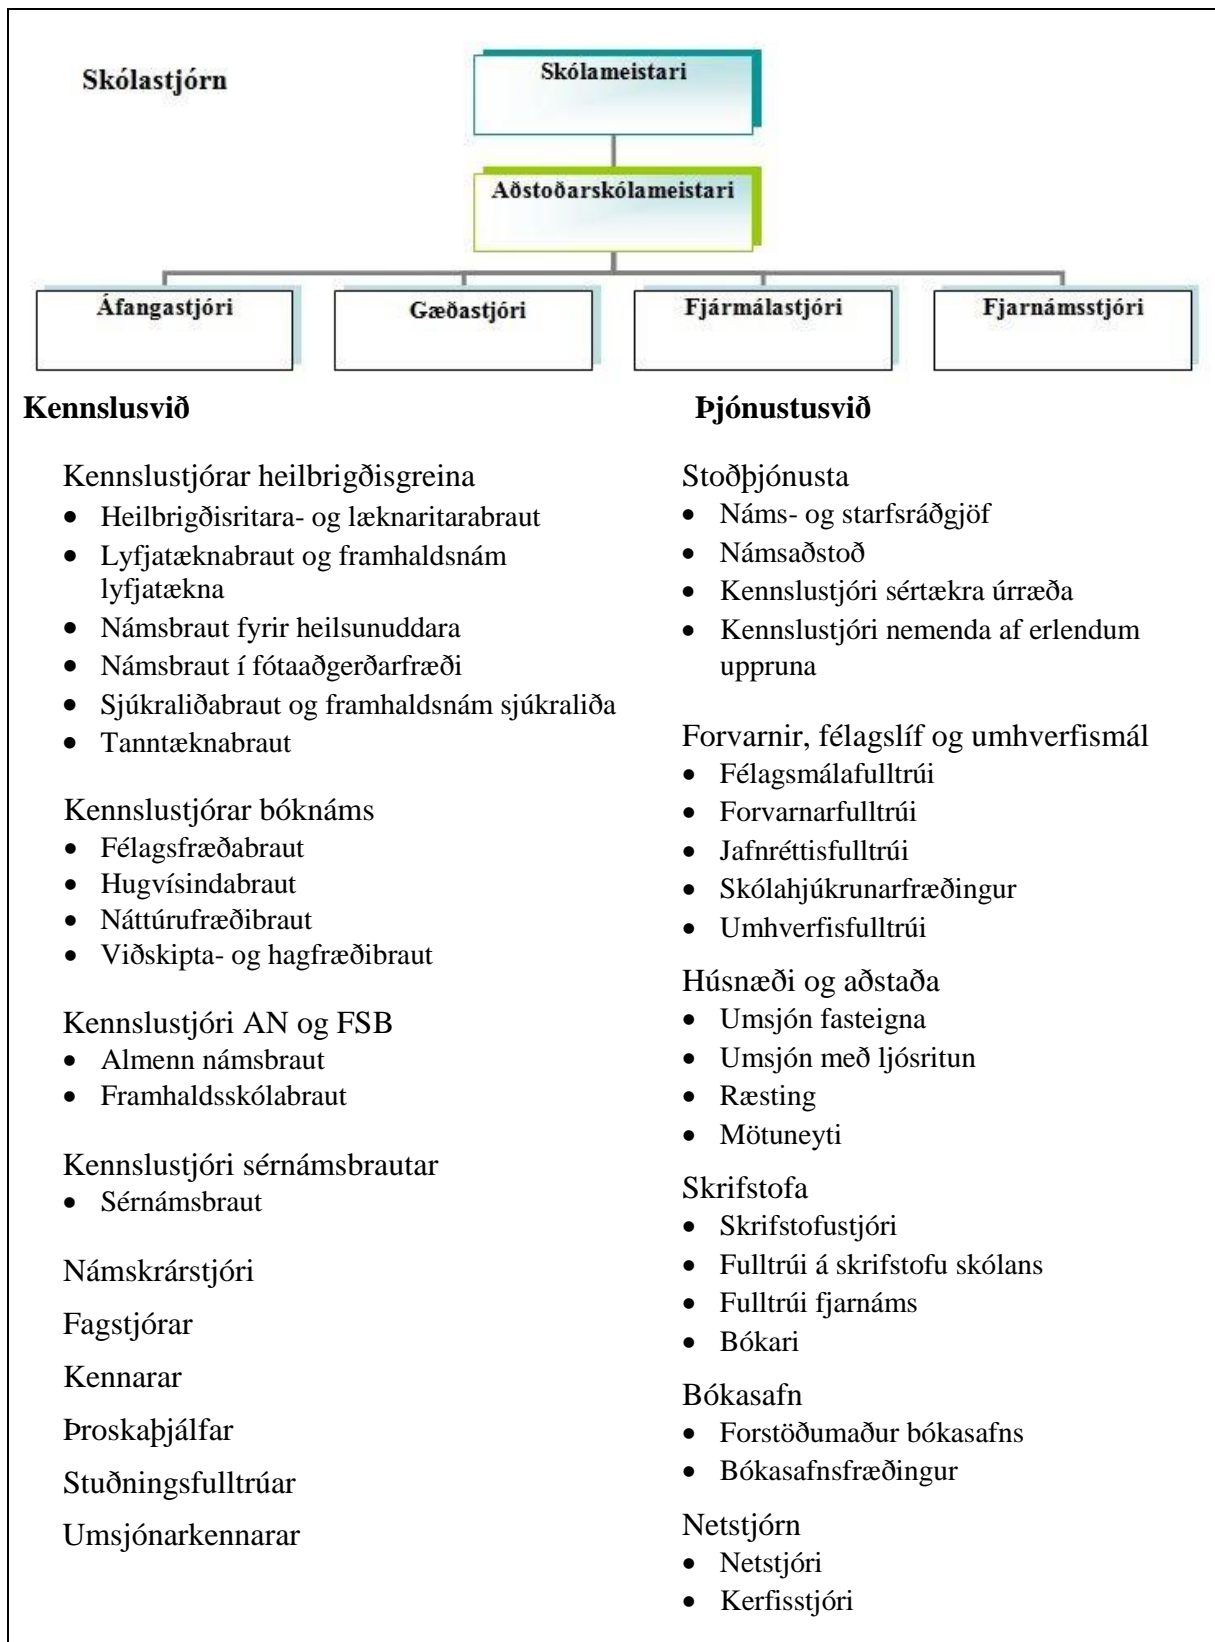 Skólastjórn
Skólameistari
Aðstoðarskólameistari
Áfangastjóri
Gæðastjóri
Fjármálastjóri
Fjarnámsstjóri
Kennslusvið
Kennslustjórar heilbrigðisgreina
• Heilbrigðisritara- og læknaritarabraut
• Lyfjatæknabraut og framhaldsnám
lyfjatækna
• Námsbraut fyrir heilsunuddara
• Námsbraut í fótaaðgerðarfræði
• Sjúkraliðabraut og framhaldsnám sjúkraliða
• Tanntæknabraut
Kennslustjórar bóknáms
• Félagsfræðabraut
• Hugvísindabraut
• Náttúrufræðibraut
• Viðskipta- og hagfræðibraut
Kennslustjóri AN og FSB
• Almenn námsbraut
• Framhaldsskólabraut
Kennslustjóri sérnámsbrautar
• Sérnámsbraut
Námskrárstjóri
Fagstjórar
Kennarar
Þroskaþjálfar
Stuðningsfulltrúar
Umsjónarkennarar
Þjónustusvið
Stoðþjónusta
• Náms- og starfsráðgjöf
• Námsaðstoð
• Kennslustjóri sértækra úrræða
• Kennslustjóri nemenda af erlendum
uppruna
Forvarnir, félagslíf og umhverfismál
• Félagsmálafulltrúi
• Forvarnarfulltrúi
• Jafnréttisfulltrúi
• Skólahjúkrunarfræðingur
• Umhverfisfulltrúi
Húsnæði og aðstaða
• Umsjón fasteigna
• Umsjón með ljósritun
• Ræsting
• Mötuneyti
Skrifstofa
• Skrifstofustjóri
• Fulltrúi á skrifstofu skólans
• Fulltrúi fjarnáms
• Bókari
Bókasafn
• Forstöðumaður bókasafns
• Bókasafnsfræðingur
Netstjórn
• Netstjóri
• Kerfisstjóri